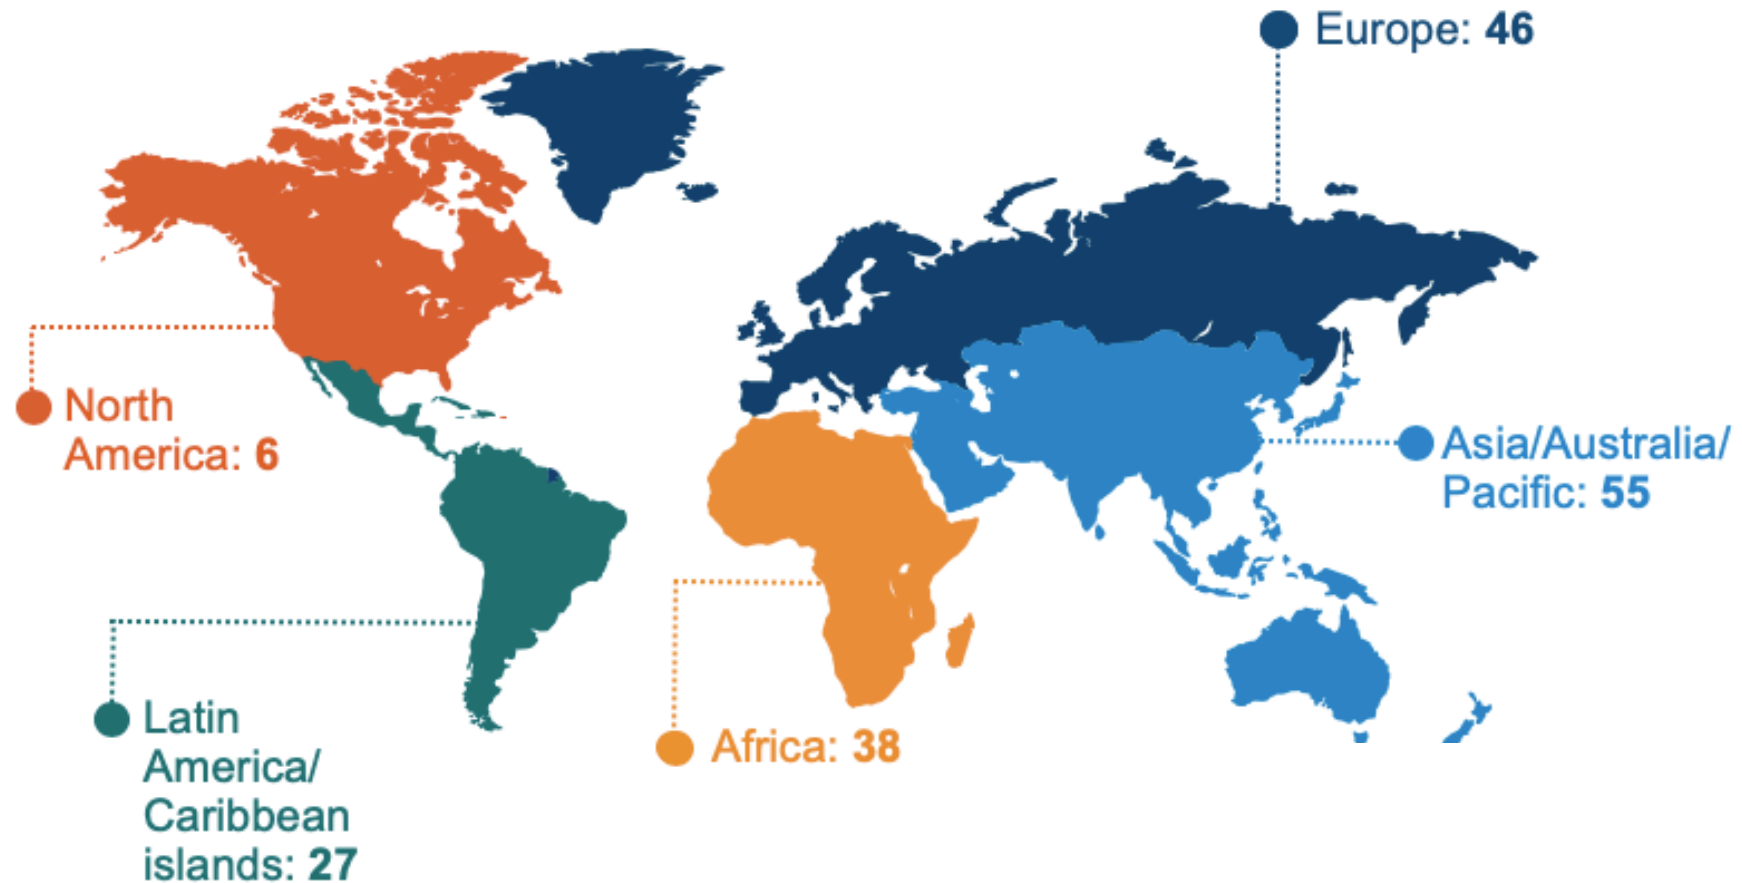 Europe: 46
North
America: 6
Asia/Australia/
Pacific: 55
Latin
America/
Caribbean
islands: 27
Africa: 38